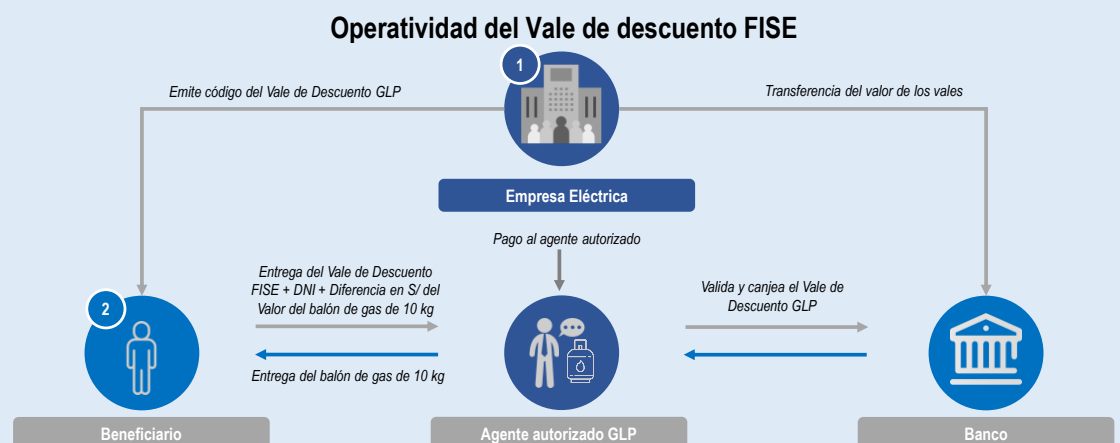 Operatividad del Vale de descuento FISE
1
Emite código del Vale de Descuento GLP
Transferencia del valor de los vales
Empresa Eléctrica
Pago al agente autorizado
Entrega del Vale de Descuento
FISE + DNI + Diferencia en S/ del
Valor del balón de gas de 10 kg
Valida y canjea el Vale de
Descuento GLP
2
Entrega del balón de gas de 10 kg
Beneficiario
Agente autorizado GLP
Banco